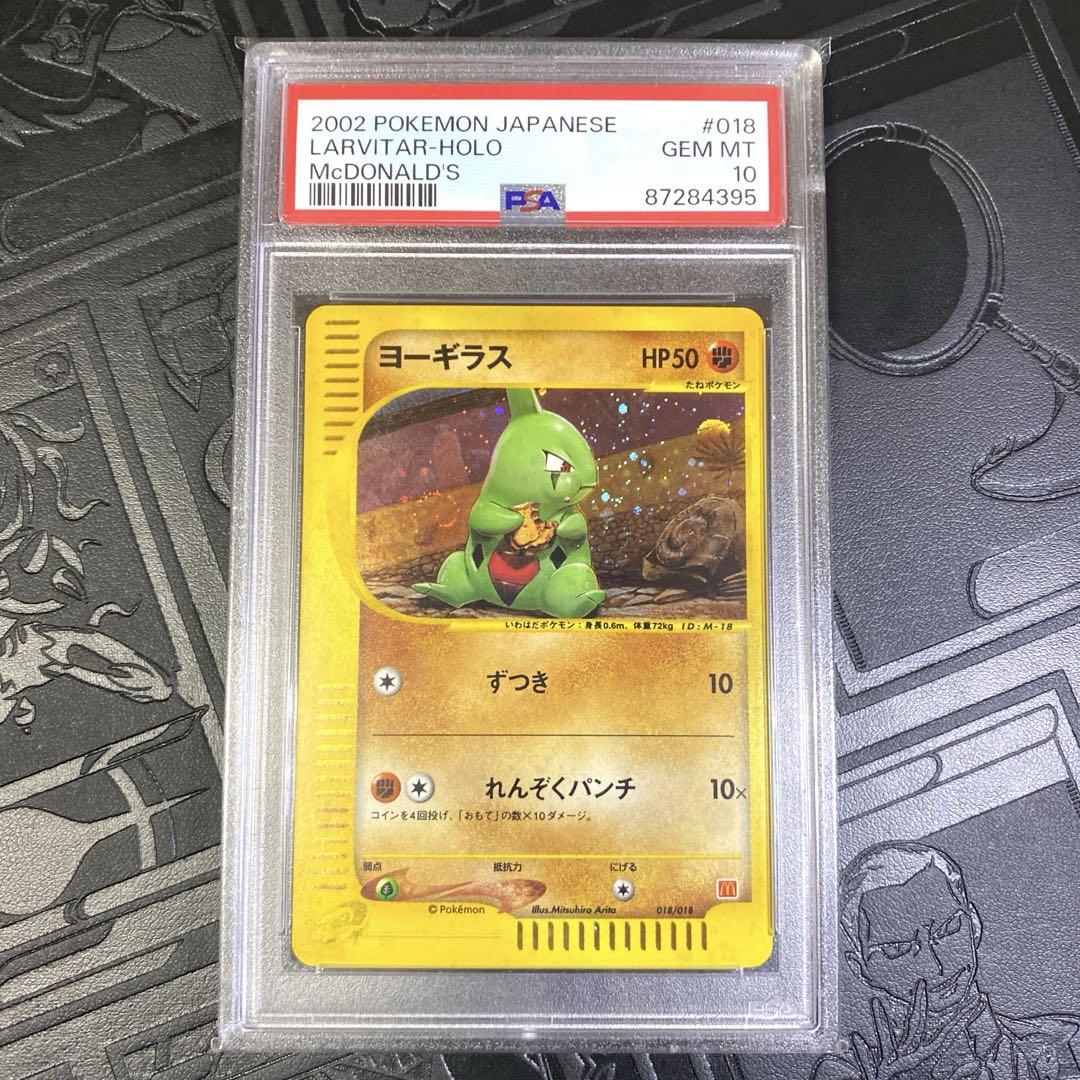 2002 POKEMON JAPANESE #018
LARVITAR-HOLO GEM MT
McDONALD'S 10
PSA 87284395
ヨーギラス HP50
たねポケモン
いわはだポケモン：身長0.6m、体重72kg ID:M-18
ずつき 10
れんぞくパンチ 10×
コインを4回投げ、「おもて」の数×10ダメージ。
弱点 抵抗力 にげる
©Pokémon Illus.Mitsuhiro Arita 018/018
PSA